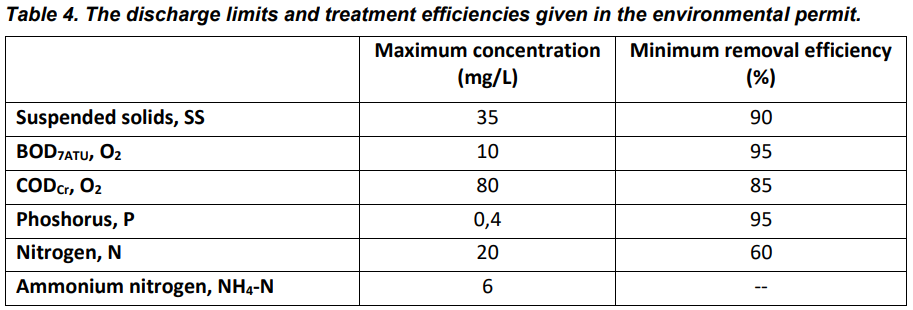 Table 4. The discharge limits and treatment efficiencies given in the environmental permit.
Maximum concentration (mg/L) Minimum removal efficiency (%)
Suspended solids, SS 35 90
BOD7ATU, O2 10 95
CODCr, O2 80 85
Phoshorus, P 0,4 95
Nitrogen, N 20 60
Ammonium nitrogen, NH4-N 6 --